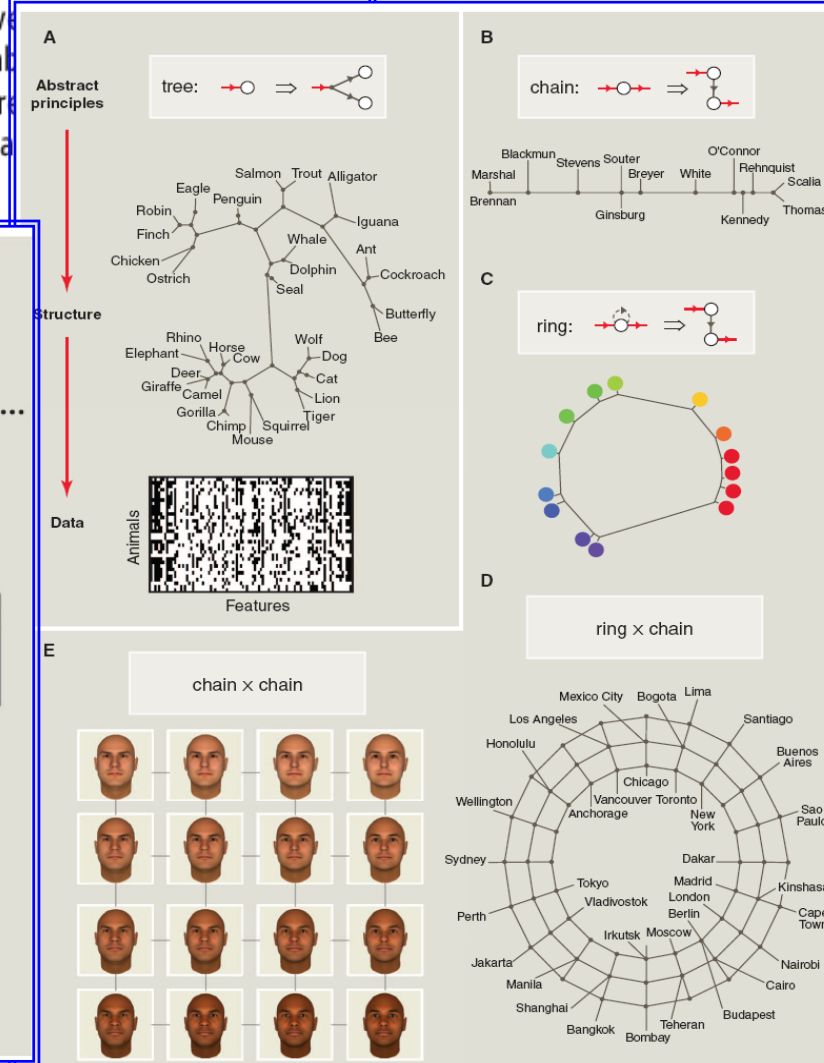 A
Abstract
principles
tree:
Salmon
Trout
Alligator
Eagle
Penguin
Robin
Iguana
Finch
Whale
Ant
Chicken
Dolphin
Cockroach
Ostrich
Seal
Structure
Butterfly
Bee
Rhino
Horse
Wolf
Elephant
Cow
Dog
Deer
Cat
Giraffe
Camel
Lion
Gorilla
Tiger
Chimp
Squirrel
Mouse
Data
Animals
Features
B
chain:
O'Connor
Blackmun
Souter
Rehnquist
Stevens
Marshal
Breyer
White
Scalia
Brennan
Thomas
Ginsburg
Kennedy
C
ring:
D
ring x chain
Mexico City
Bogota
Lima
Los Angeles
Santiago
Honolulu
Buenos
Aires
Chicago
Vancouver
Toronto
Wellington
Anchorage
New
York
Sao
Paulo
Sydney
Dakar
Tokyo
Madrid
Kinshasa
Vladivostok
London
Perth
Berlin
Cape
Town
Irkutsk
Moscow
Jakarta
Nairobi
Manila
Cairo
Shanghai
Budapest
Bangkok
Teheran
Bombay
E
chain x chain
...